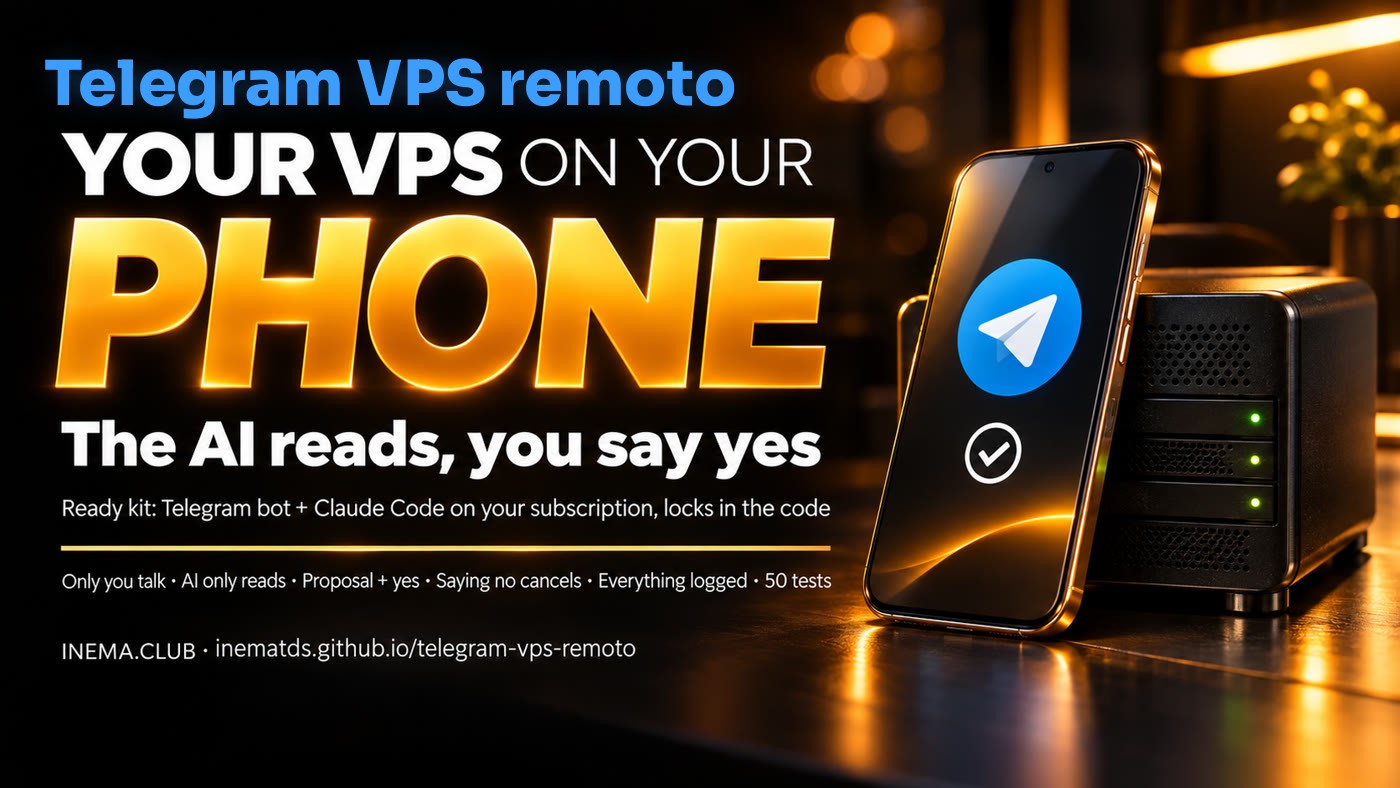 Telegram VPS remoto
YOUR VPS ON YOUR
PHONE
The AI reads, you say yes
Ready kit: Telegram bot + Claude Code on your subscription, locks in the code
Only you talk • AI only reads • Proposal + yes • Saying no cancels • Everything logged • 50 tests
INEMA.CLUB • inematds.github.io/telegram-vps-remoto